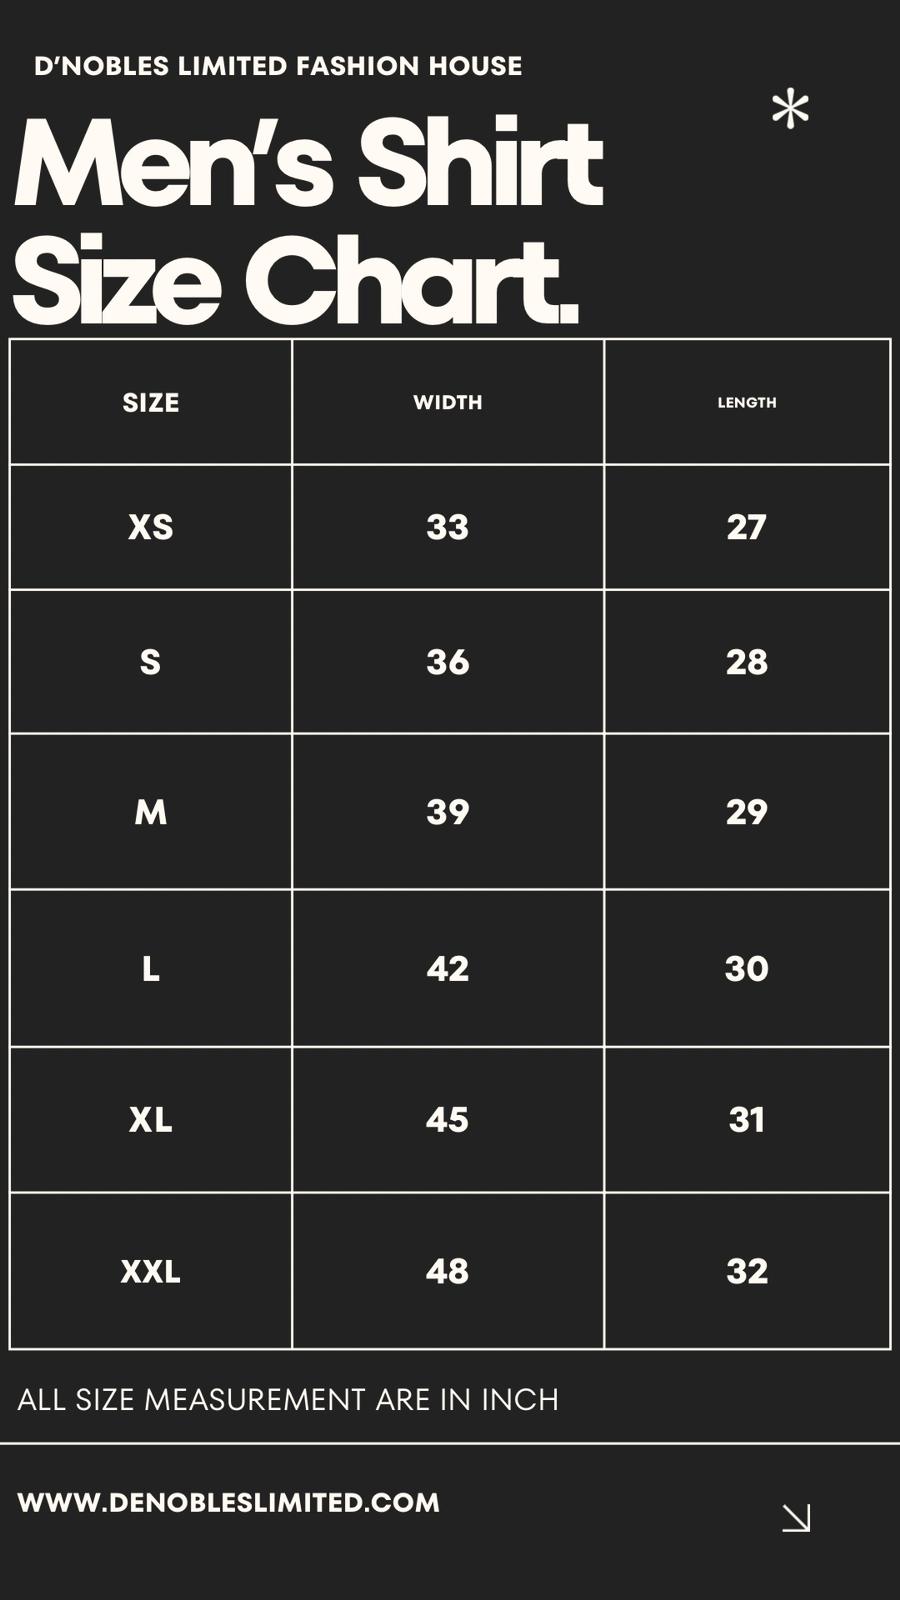 D’NOBLES LIMITED FASHION HOUSE
*
Men’s Shirt
Size Chart.
SIZE WIDTH LENGTH
XS 33 27
S 36 28
M 39 29
L 42 30
XL 45 31
XXL 48 32
ALL SIZE MEASUREMENT ARE IN INCH
WWW.DENOBLESLIMITED.COM